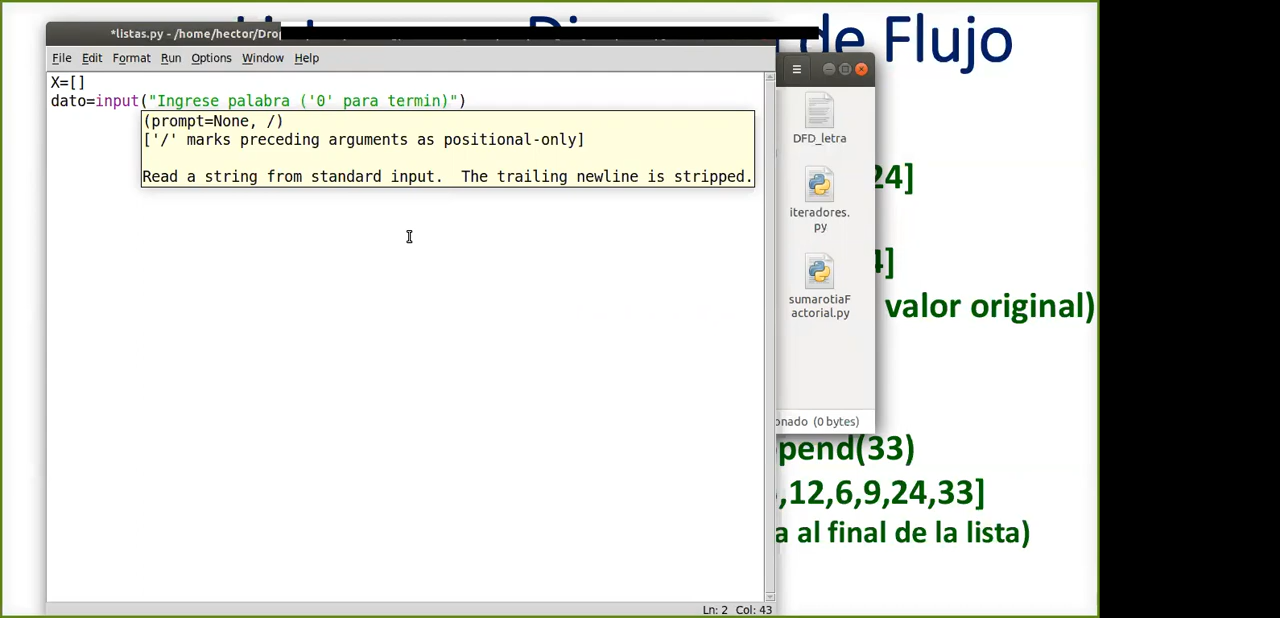 de Flujo
*listas.py - /home/hector/Dro
File Edit Format Run Options Window Help
X=[]
dato=input("Ingrese palabra ('0' para termin)")
(prompt=None, /)
['/' marks preceding arguments as positional-only]
Read a string from standard input. The trailing newline is stripped.
DFD_letra
iteradores.
py
sumarotiaF
actorial.py
onado (0 bytes)
24]
4]
valor original)
pend(33)
,12,6,9,24,33]
a al final de la lista)
Ln: 2 Col: 43